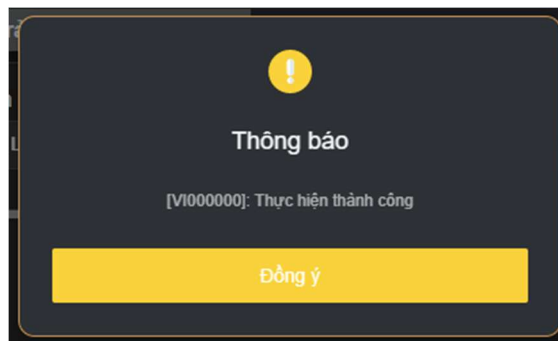 Thông báo
[VI000000]: Thực hiện thành công
Đồng ý